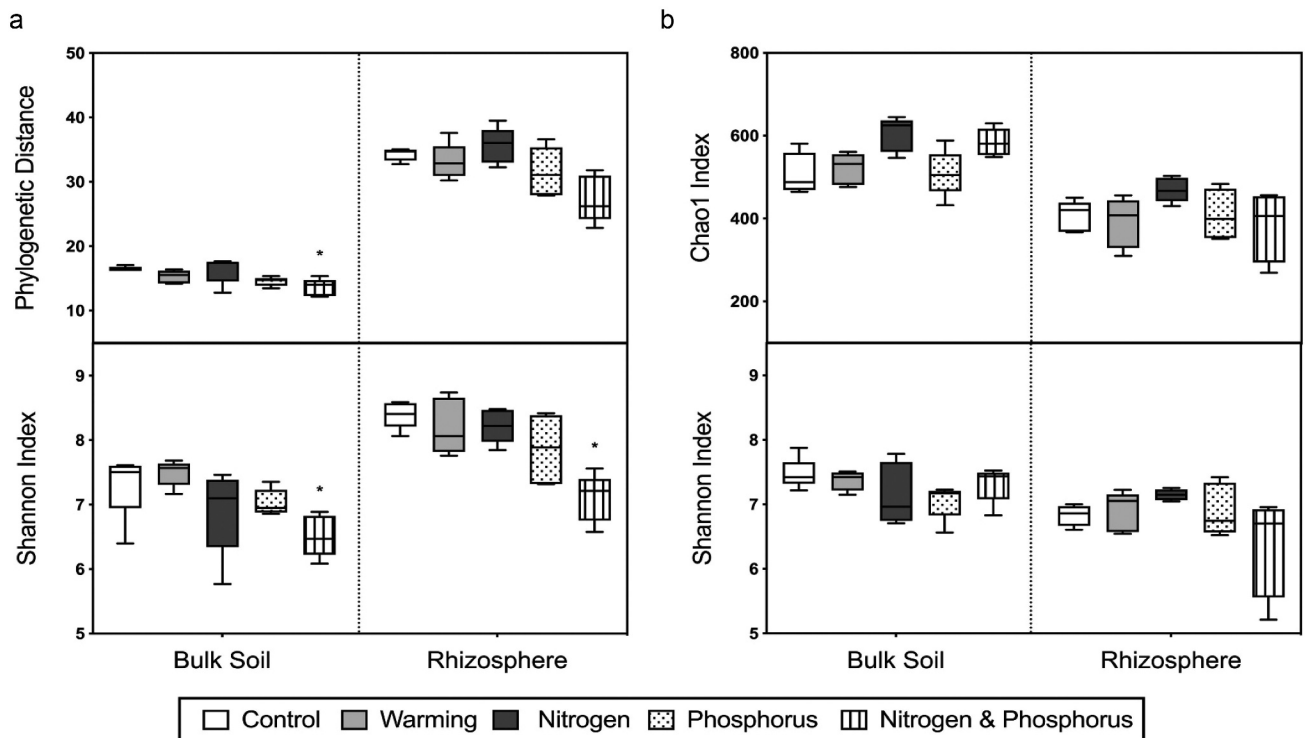 a
b
50
40
30
20
10
Phylogenetic Distance
*
9
8
7
6
5
Shannon Index
*
*
Bulk Soil
Rhizosphere
800
600
400
200
Chao1 Index
9
8
7
6
5
Shannon Index
Bulk Soil
Rhizosphere
Control Warming Nitrogen Phosphorus Nitrogen & Phosphorus